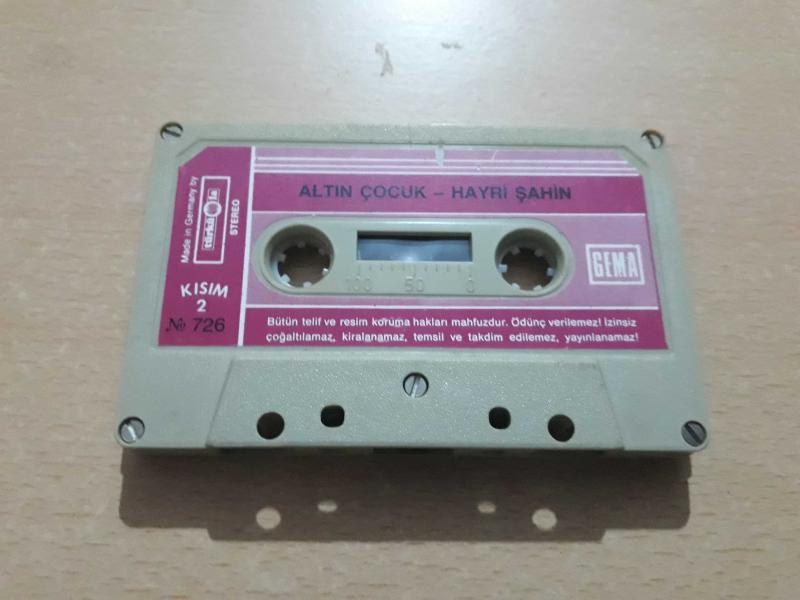 ALTIN ÇOCUK – HAYRİ ŞAHİN
Made in Germany by
türküola
STEREO
KISIM
2
№ 726
100 50 0
GEMA
Bütün telif ve resim koruma hakları mahfuzdur. Ödünç verilemez! İzinsiz
çoğaltılamaz, kiralanamaz, temsil ve takdim edilemez, yayınlanamaz!